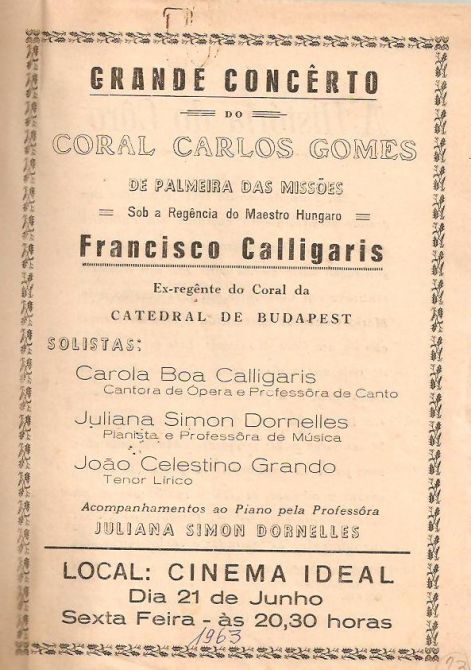 GRANDE CONCÊRTO
DO
CORAL CARLOS GOMES
DE PALMEIRA DAS MISSÕES
Sob a Regência do Maestro Hungaro
Francisco Calligaris
Ex-regênte do Coral da
CATEDRAL DE BUDAPEST
SOLISTAS:
Carola Boa Calligaris
Cantora de Ópera e Professôra de Canto
Juliana Simon Dornelles
Pianista e Professôra de Música
João Celestino Grando
Tenor Lírico
Acompanhamentos ao Piano pela Professôra
JULIANA SIMON DORNELLES
LOCAL: CINEMA IDEAL
Dia 21 de Junho
Sexta Feira - às 20,30 horas
1963